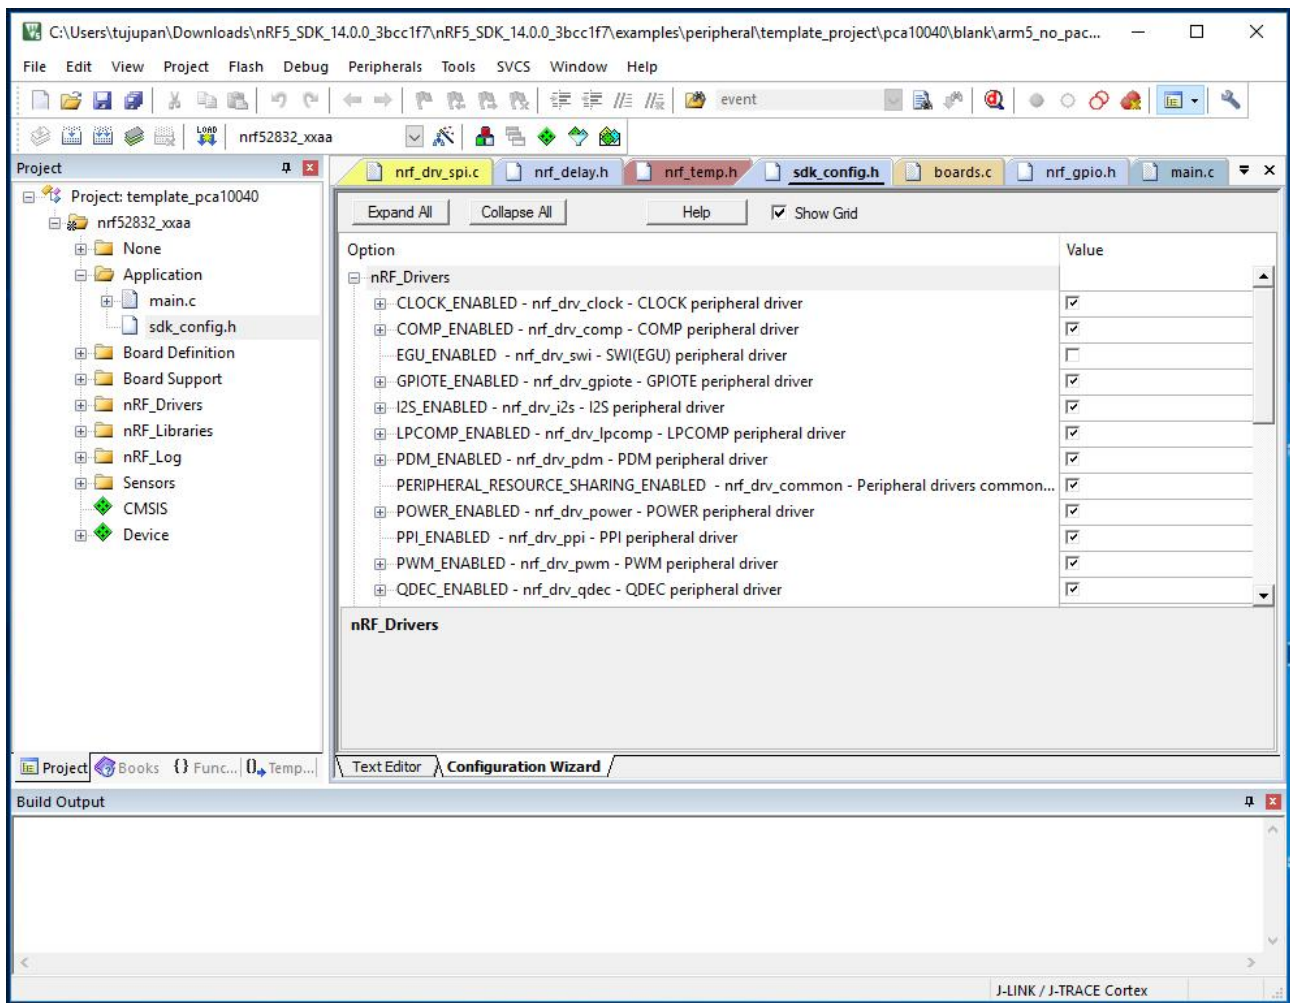 C:\Users\tujupan\Downloads\nRF5_SDK_14.0.0_3bcc1f7\nRF5_SDK_14.0.0_3bcc1f7\examples\peripheral\template_project\pca10040\blank\arm5_no_pac...
File Edit View Project Flash Debug Peripherals Tools SVCS Window Help
event
LOAD nrf52832_xxaa
Project
nrf_drv_spi.c nrf_delay.h nrf_temp.h sdk_config.h boards.c nrf_gpio.h main.c
Project: template_pca10040
nrf52832_xxaa
None
Application
main.c
sdk_config.h
Board Definition
Board Support
nRF_Drivers
nRF_Libraries
nRF_Log
Sensors
CMSIS
Device
Expand All Collapse All Help Show Grid
Option Value
nRF_Drivers
CLOCK_ENABLED - nrf_drv_clock - CLOCK peripheral driver
COMP_ENABLED - nrf_drv_comp - COMP peripheral driver
EGU_ENABLED - nrf_drv_swi - SWI(EGU) peripheral driver
GPIOTE_ENABLED - nrf_drv_gpiote - GPIOTE peripheral driver
I2S_ENABLED - nrf_drv_i2s - I2S peripheral driver
LPCOMP_ENABLED - nrf_drv_lpcomp - LPCOMP peripheral driver
PDM_ENABLED - nrf_drv_pdm - PDM peripheral driver
PERIPHERAL_RESOURCE_SHARING_ENABLED - nrf_drv_common - Peripheral drivers common...
POWER_ENABLED - nrf_drv_power - POWER peripheral driver
PPI_ENABLED - nrf_drv_ppi - PPI peripheral driver
PWM_ENABLED - nrf_drv_pwm - PWM peripheral driver
QDEC_ENABLED - nrf_drv_qdec - QDEC peripheral driver
nRF_Drivers
Project Books {} Func... 0 Temp...
Text Editor Configuration Wizard
Build Output
J-LINK / J-TRACE Cortex